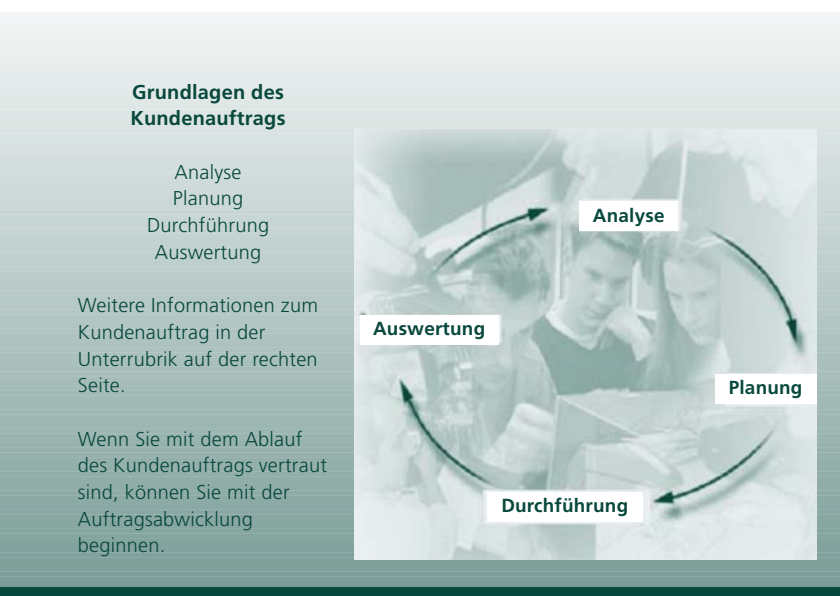 Grundlagen des
Kundenauftrags
Analyse
Planung
Durchführung
Auswertung
Weitere Informationen zum
Kundenauftrag in der
Unterrubrik auf der rechten
Seite.
Wenn Sie mit dem Ablauf
des Kundenauftrags vertraut
sind, können Sie mit der
Auftragsabwicklung
beginnen.
Analyse
Auswertung
Planung
Durchführung